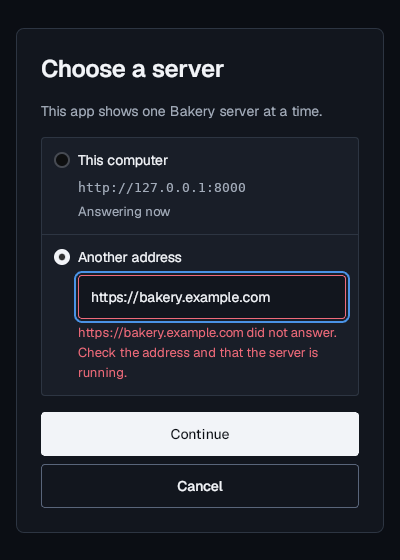 Choose a server
This app shows one Bakery server at a time.
This computer
http://127.0.0.1:8000
Answering now
Another address
https://bakery.example.com
https://bakery.example.com did not answer.
Check the address and that the server is
running.
Continue
Cancel